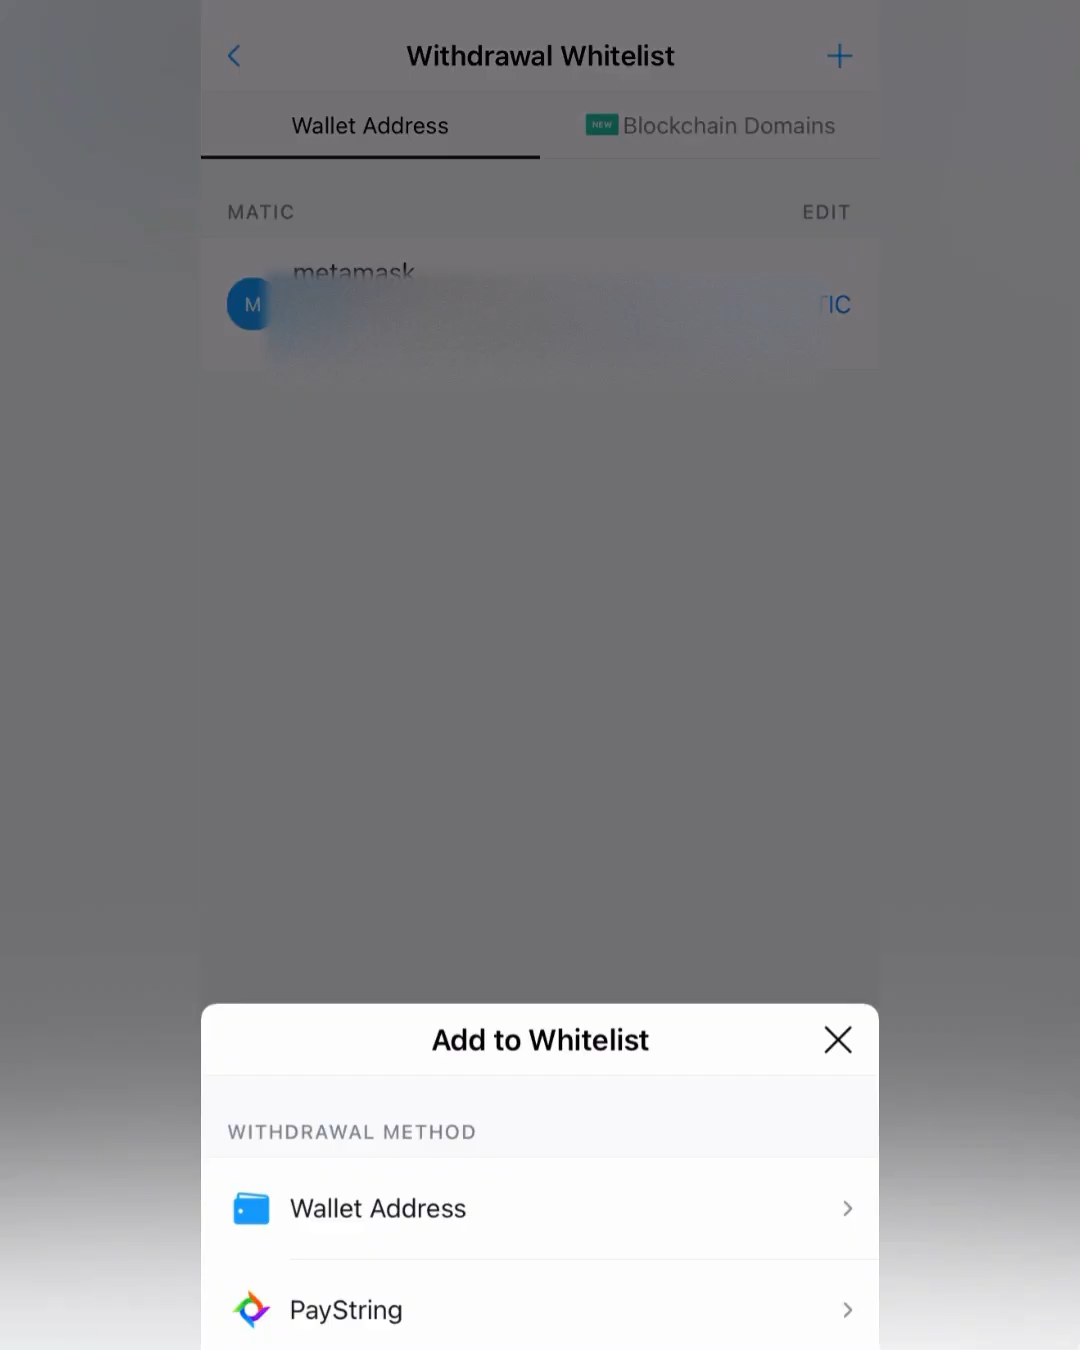 Withdrawal Whitelist
Wallet Address
NEW Blockchain Domains
MATIC
EDIT
metamask
M
Add to Whitelist
WITHDRAWAL METHOD
Wallet Address
PayString